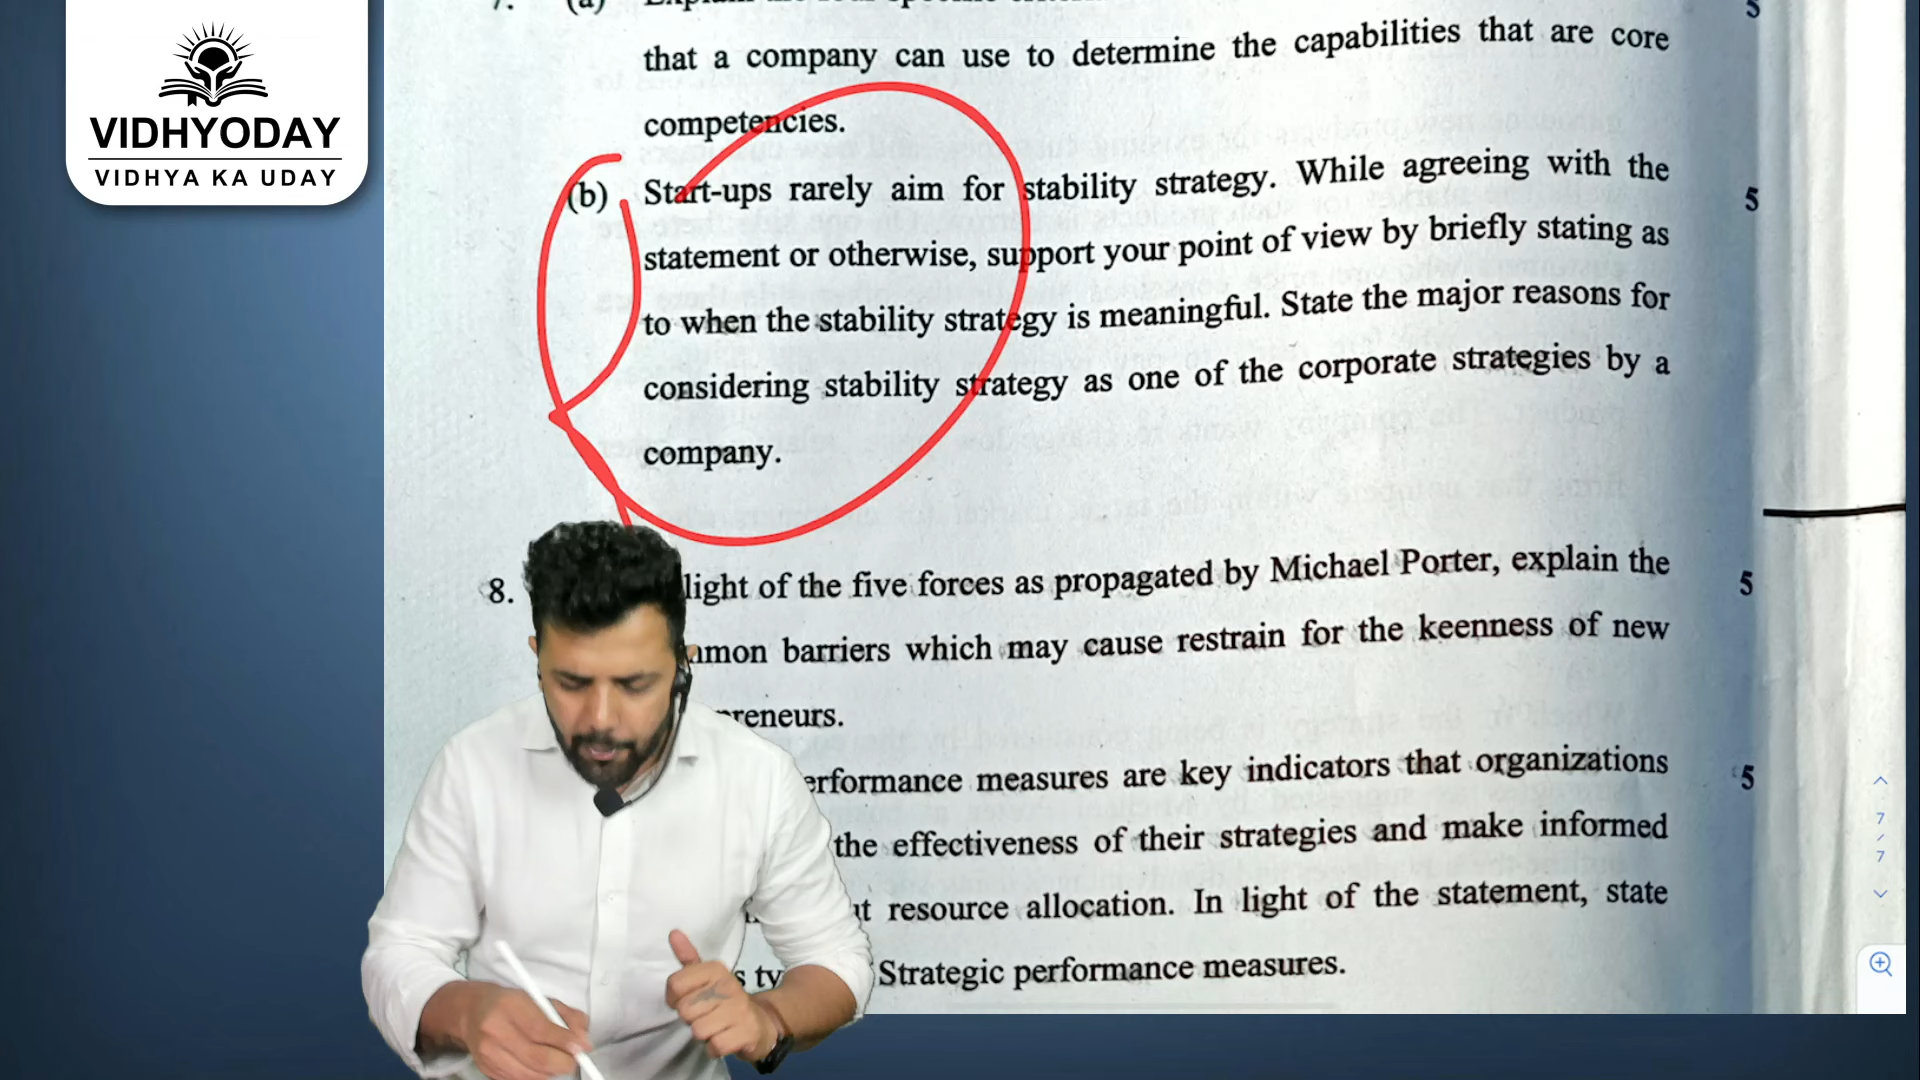 VIDHYODAY
VIDHYA KA UDAY
7. (a)
that a company can use to determine the capabilities that are core
competencies.
(b) Start-ups rarely aim for stability strategy. While agreeing with the 5
statement or otherwise, support your point of view by briefly stating as
to when the stability strategy is meaningful. State the major reasons for
considering stability strategy as one of the corporate strategies by a
company.
8. light of the five forces as propagated by Michael Porter, explain the 5
barriers which may cause restrain for the keenness of new
performance measures are key indicators that organizations 5
the effectiveness of their strategies and make informed
resource allocation. In light of the statement, state
Strategic performance measures.
7
/
7